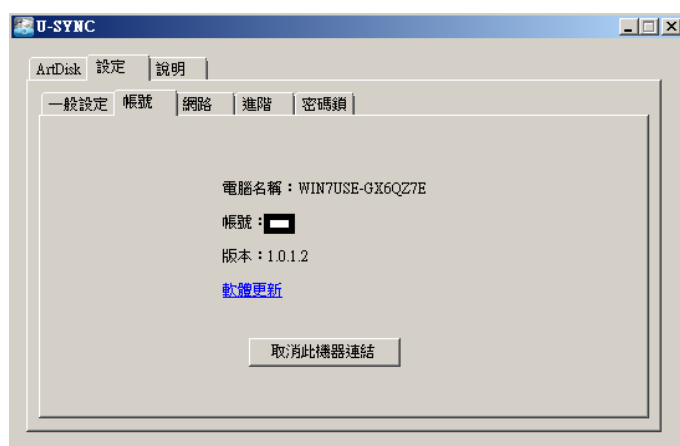 U-SYNC
ArtDisk 設定 說明
一般設定 帳號 網路 進階 密碼鎖
電腦名稱：WIN7USE-GX6QZ7E
帳號：
版本：1.0.1.2
軟體更新
取消此機器連結